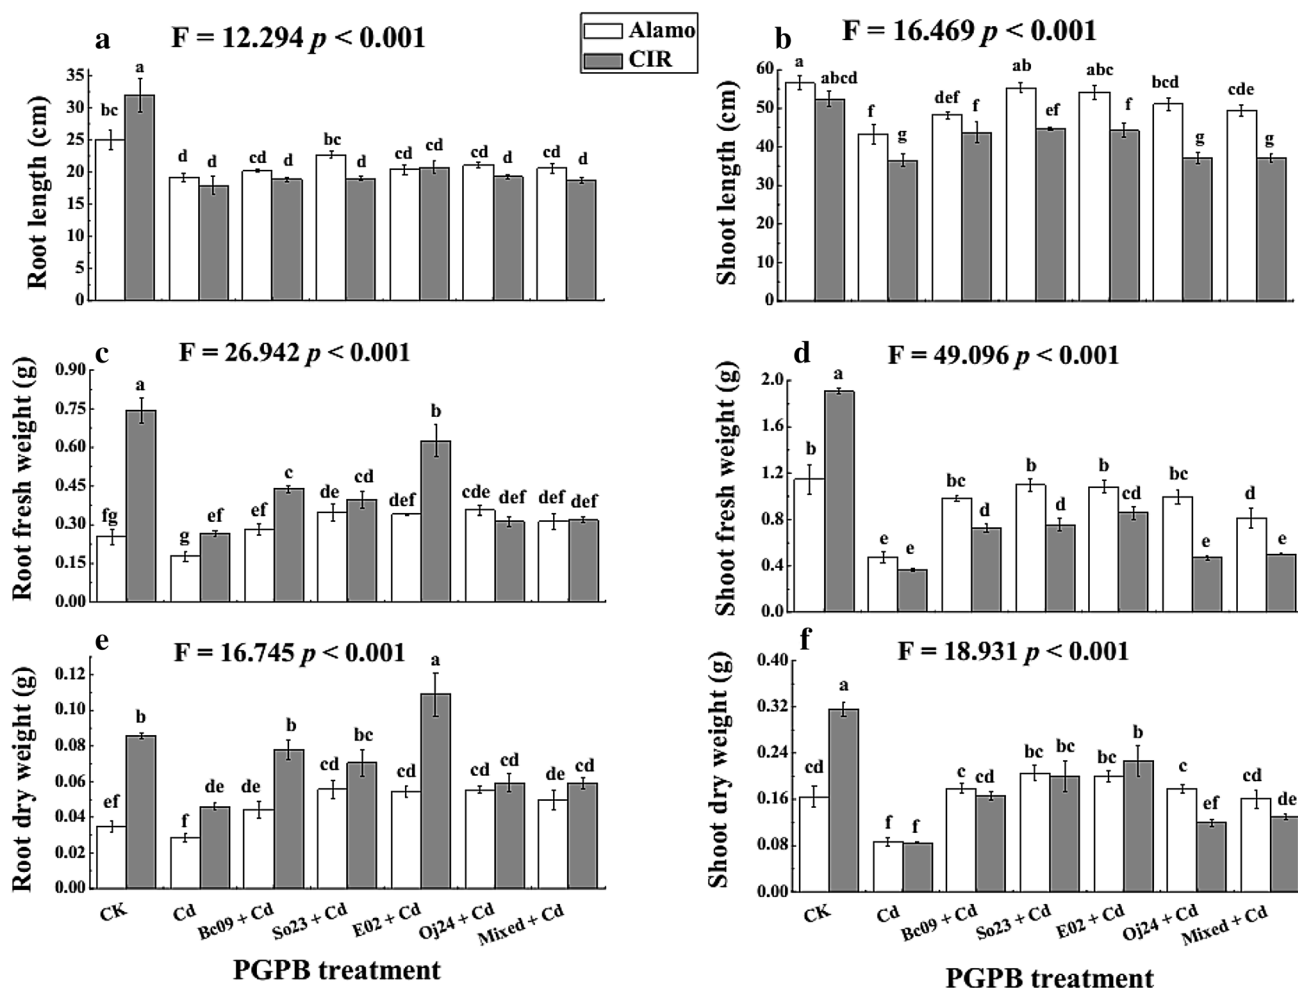 a
F = 12.294 p < 0.001
Alamo
CIR
b
F = 16.469 p < 0.001
Root length (cm)
35
30
25
20
15
10
5
0
bc a d d cd d bc d cd cd cd d cd d
Shoot length (cm)
60
50
40
30
20
10
0
a abcd f g def f ab ef abc f bcd g cde g
c
F = 26.942 p < 0.001
Root fresh weight (g)
0.90
0.75
0.60
0.45
0.30
0.15
0.00
fg a g ef ef c de cd def b cde def def def
d
F = 49.096 p < 0.001
Shoot fresh weight (g)
2.0
1.6
1.2
0.8
0.4
0.0
b a e e bc d b d b cd bc e d e
e
F = 16.745 p < 0.001
Root dry weight (g)
0.12
0.10
0.08
0.06
0.04
0.02
0.00
ef b f de de b cd bc cd a cd cd de cd
CK
Cd
Bc09 + Cd
So23 + Cd
E02 + Cd
Oj24 + Cd
Mixed + Cd
PGPB treatment
f
F = 18.931 p < 0.001
Shoot dry weight (g)
0.40
0.32
0.24
0.16
0.08
0.00
cd a f f c cd bc bc bc b c ef cd de
CK
Cd
Bc09 + Cd
So23 + Cd
E02 + Cd
Oj24 + Cd
Mixed + Cd
PGPB treatment